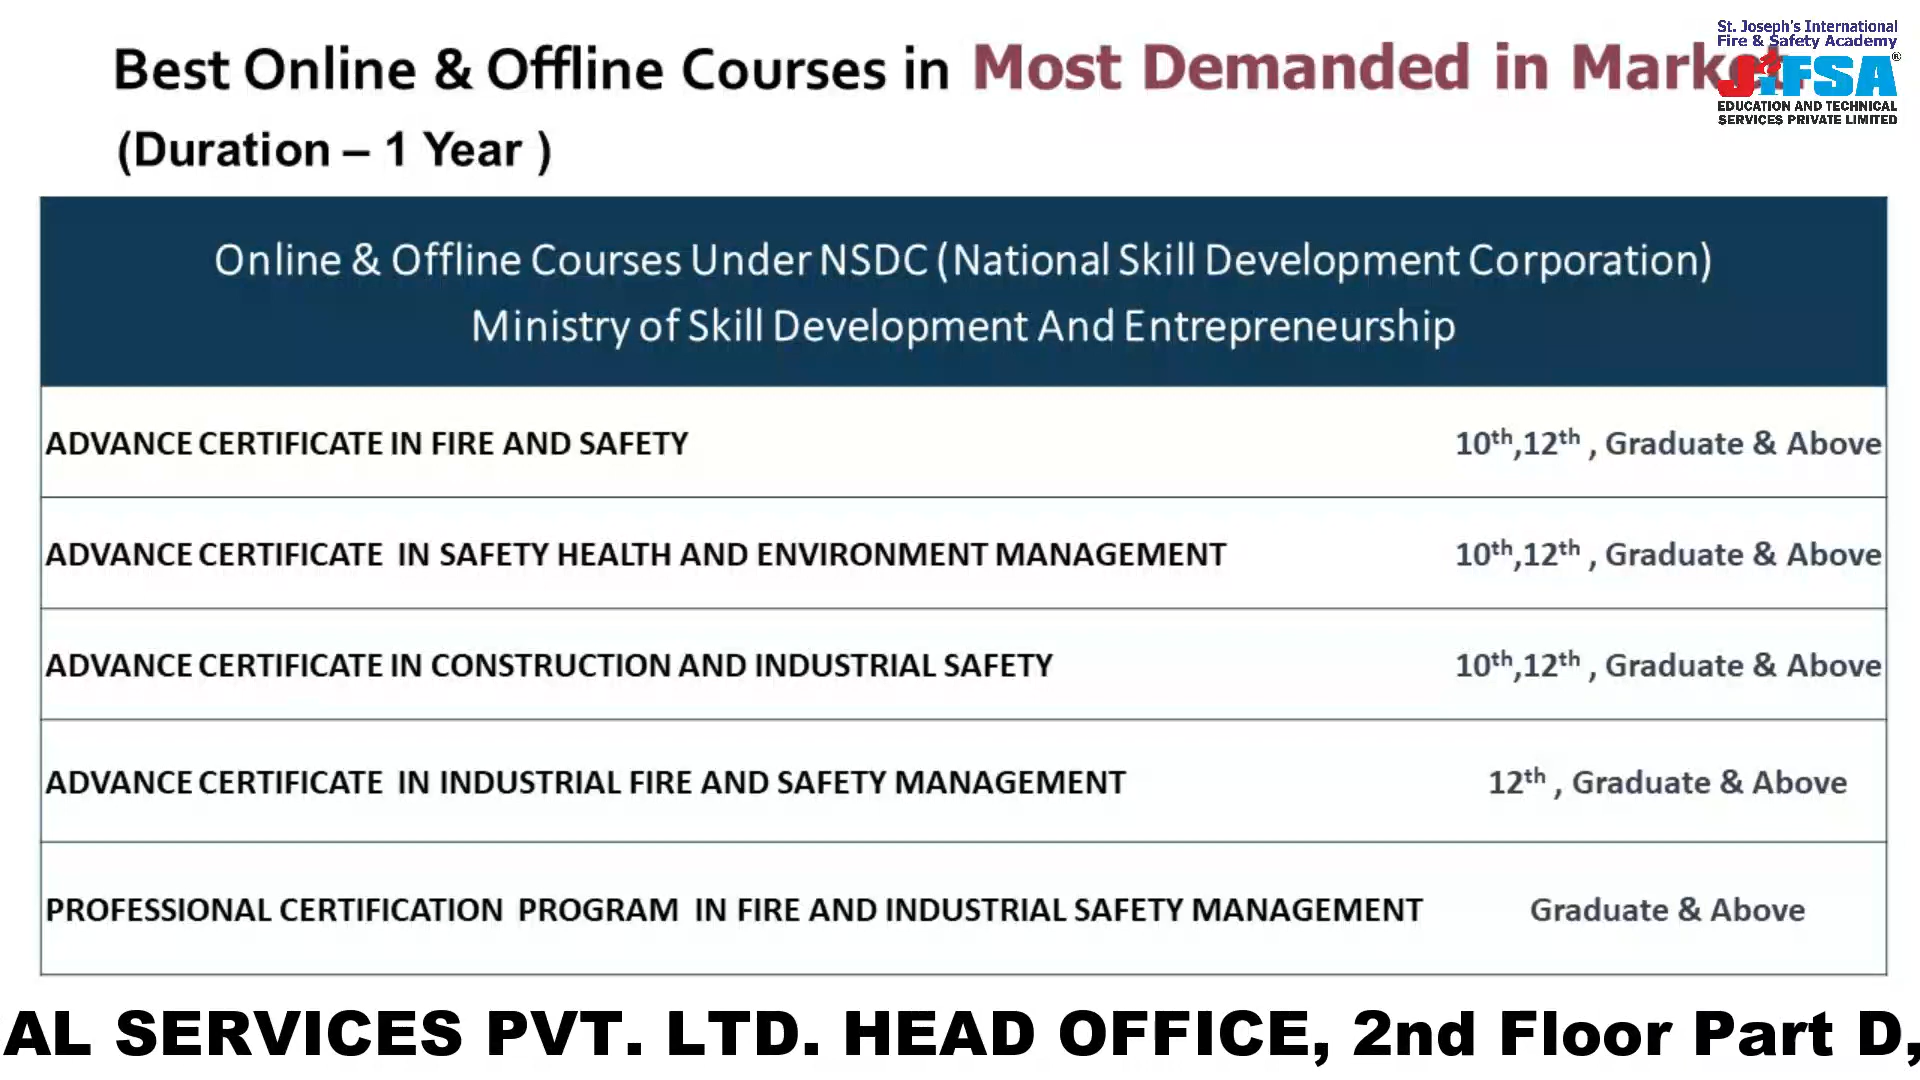 Best Online & Offline Courses in Most Demanded in Market
(Duration – 1 Year )
St. Joseph's International
Fire & Safety Academy
JIFSA®
EDUCATION AND TECHNICAL
SERVICES PRIVATE LIMITED
Online & Offline Courses Under NSDC (National Skill Development Corporation)
Ministry of Skill Development And Entrepreneurship
ADVANCE CERTIFICATE IN FIRE AND SAFETY 10th,12th , Graduate & Above
ADVANCE CERTIFICATE IN SAFETY HEALTH AND ENVIRONMENT MANAGEMENT 10th,12th , Graduate & Above
ADVANCE CERTIFICATE IN CONSTRUCTION AND INDUSTRIAL SAFETY 10th,12th , Graduate & Above
ADVANCE CERTIFICATE IN INDUSTRIAL FIRE AND SAFETY MANAGEMENT 12th , Graduate & Above
PROFESSIONAL CERTIFICATION PROGRAM IN FIRE AND INDUSTRIAL SAFETY MANAGEMENT Graduate & Above
AL SERVICES PVT. LTD. HEAD OFFICE, 2nd Floor Part D,